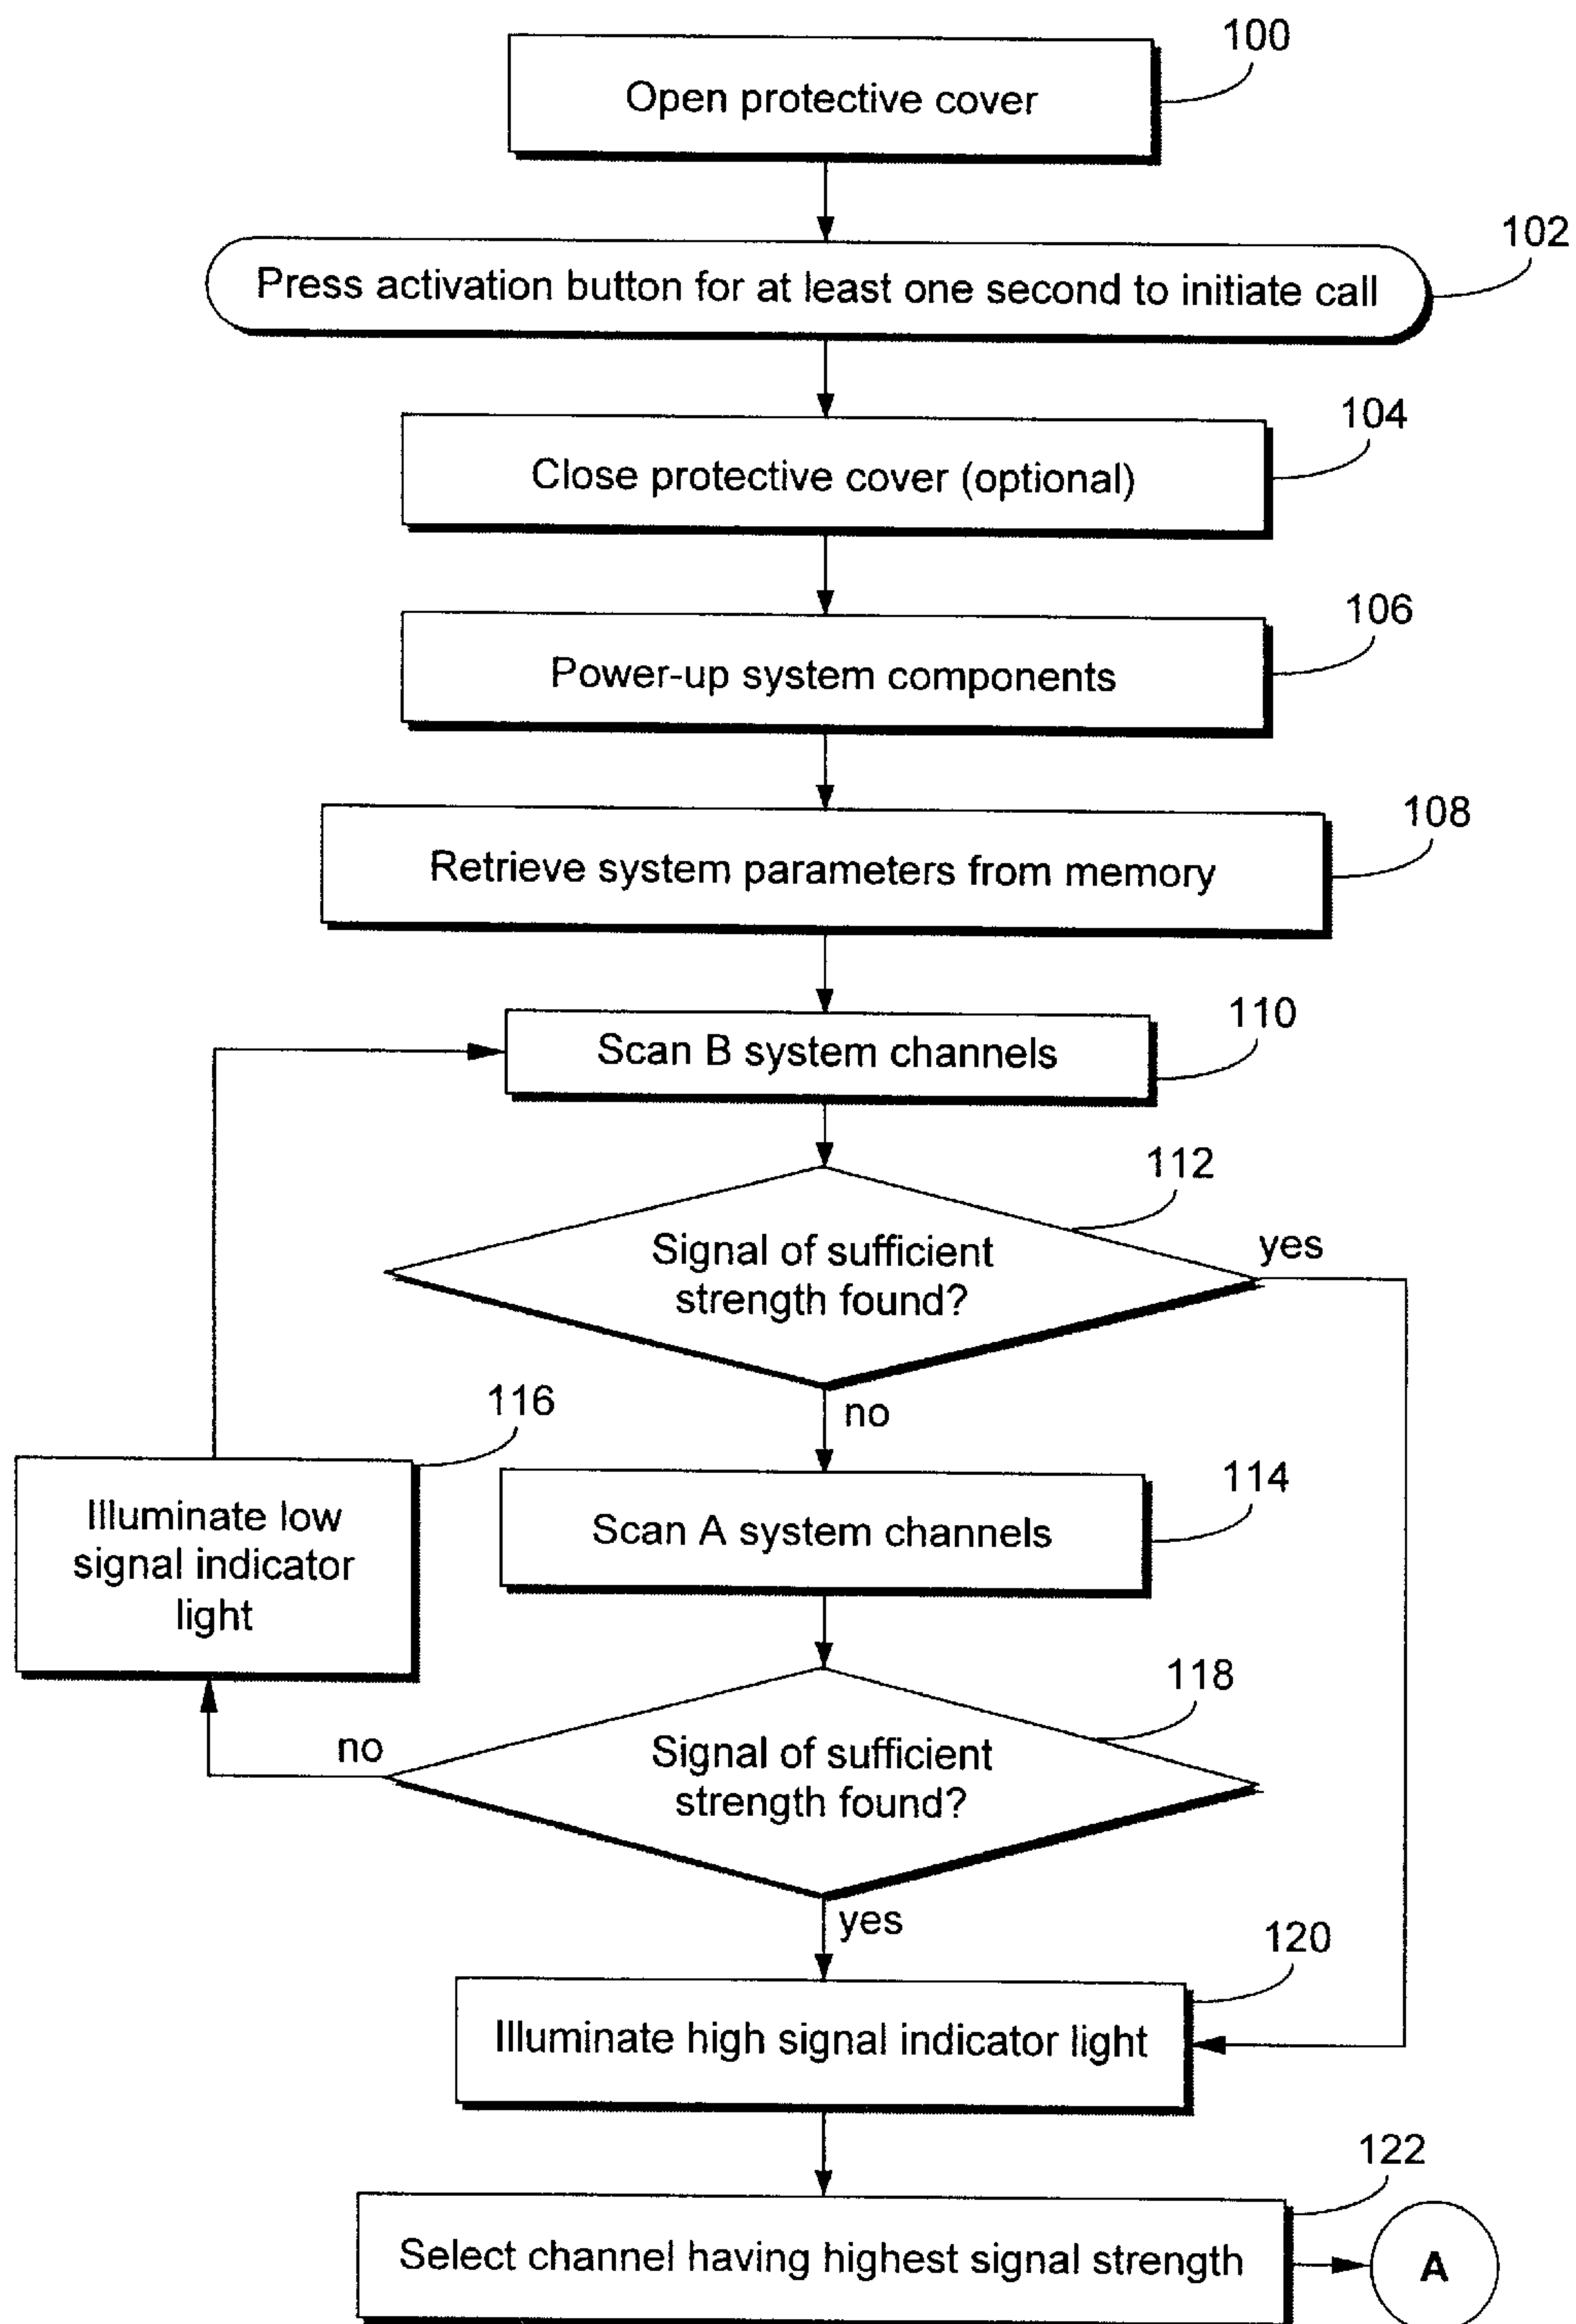 100
Open protective cover
102
Press activation button for at least one second to initiate call
104
Close protective cover (optional)
106
Power-up system components
108
Retrieve system parameters from memory
110
Scan B system channels
112
Signal of sufficient
strength found?
yes
no
116
Illuminate low
signal indicator
light
114
Scan A system channels
118
Signal of sufficient
strength found?
no
yes
120
Illuminate high signal indicator light
122
Select channel having highest signal strength
A